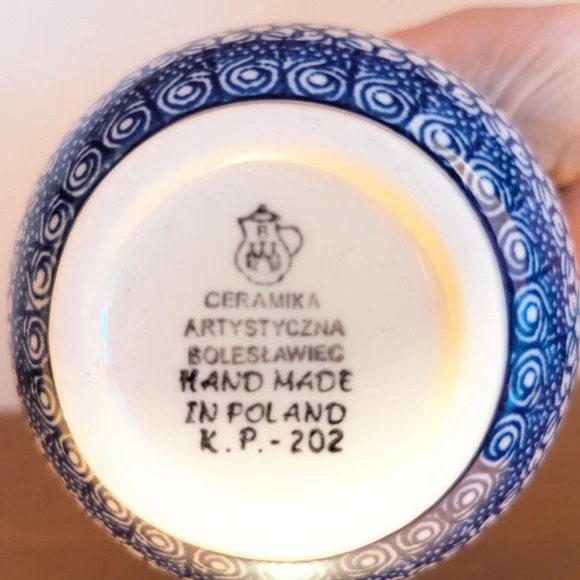 CERAMIKA
ARTYSTYCZNA
BOLESŁAWIEC
HAND MADE
IN POLAND
K.P.-202